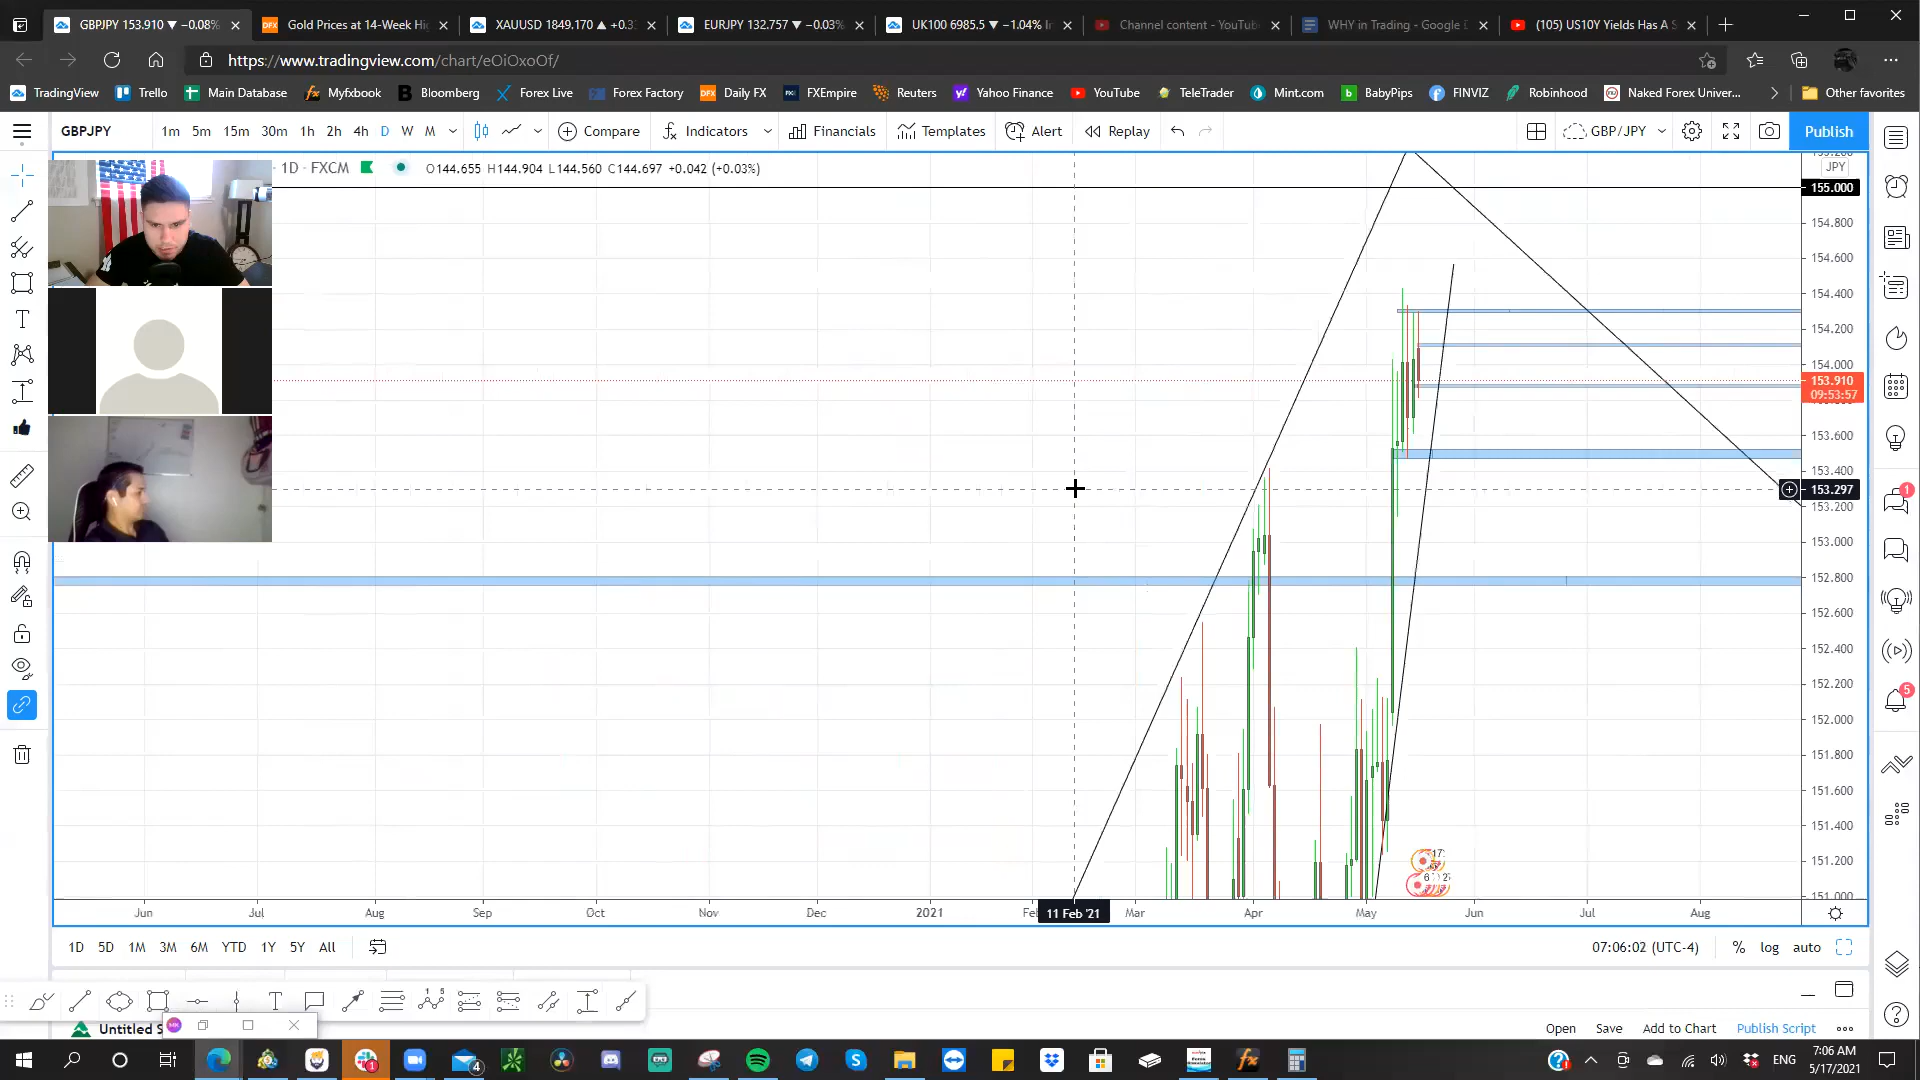 GBPJPY 153.910 ▼ −0.08%
Gold Prices at 14-Week Hi
XAUUSD 1849.170 ▲ +0.3
EURJPY 132.757 ▼ −0.03%
UK100 6985.5 ▼ −1.04%
Channel content - YouTub
WHY in Trading - Google
(105) US10Y Yields Has A S
https://www.tradingview.com/chart/eOiOxoOf/
TradingView
Trello
Main Database
Myfxbook
Bloomberg
Forex Live
Forex Factory
Daily FX
FXEmpire
Reuters
Yahoo Finance
YouTube
TeleTrader
Mint.com
BabyPips
FINVIZ
Robinhood
Naked Forex Univer...
Other favorites
GBPJPY
1m 5m 15m 30m 1h 2h 4h D W M
Compare
Indicators
Financials
Templates
Alert
Replay
GBP/JPY
Publish
1D · FXCM
O144.655 H144.904 L144.560 C144.697 +0.042 (+0.03%)
JPY
155.000
154.800
154.600
154.400
154.200
154.000
153.910
09:53:57
153.600
153.400
153.297
153.200
153.000
152.800
152.600
152.400
152.200
152.000
151.800
151.600
151.400
151.200
151.000
Jun Jul Aug Sep Oct Nov Dec 2021 11 Feb '21 Mar Apr May Jun Jul Aug
1D 5D 1M 3M 6M YTD 1Y 5Y All
07:06:02 (UTC-4)
% log auto
Untitled S
Open
Save
Add to Chart
Publish Script
ENG
7:06 AM
5/17/2021